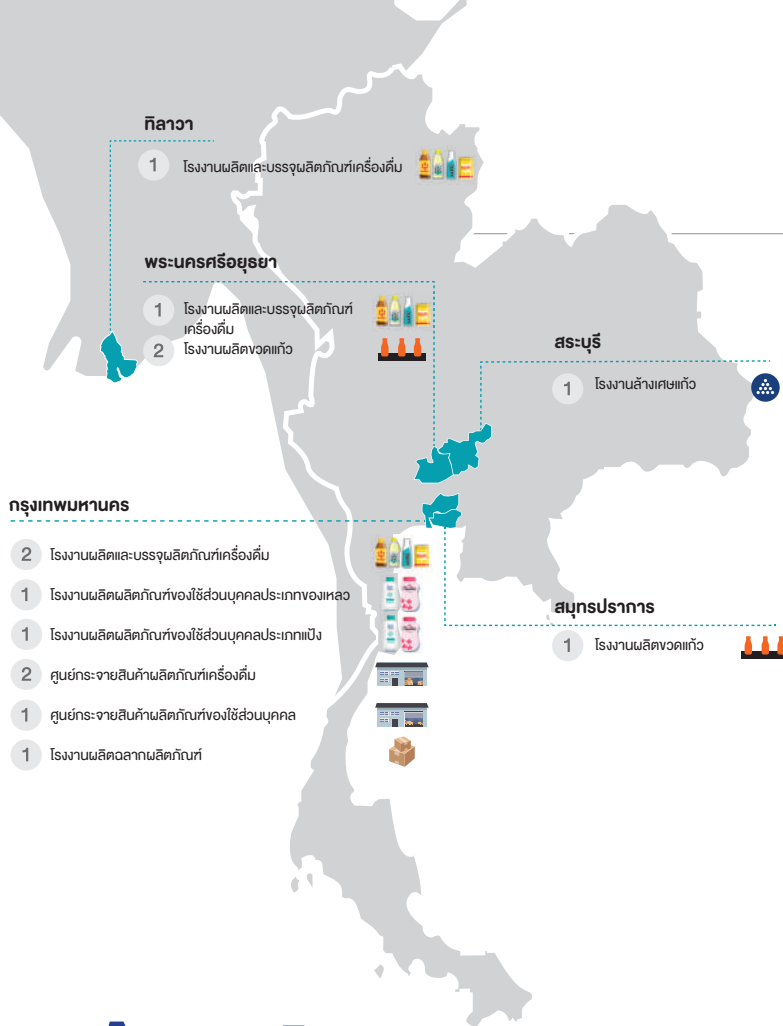 ทิลาวา
1 โรงงานผลิตและบรรจุผลิตภัณฑ์เครื่องดื่ม
พระนครศรีอยุธยา
1 โรงงานผลิตและบรรจุผลิตภัณฑ์
เครื่องดื่ม
2 โรงงานผลิตขวดแก้ว
สระบุรี
1 โรงงานล้างเศษแก้ว
กรุงเทพมหานคร
2 โรงงานผลิตและบรรจุผลิตภัณฑ์เครื่องดื่ม
1 โรงงานผลิตผลิตภัณฑ์ของใช้ส่วนบุคคลประเภทของเหลว
1 โรงงานผลิตผลิตภัณฑ์ของใช้ส่วนบุคคลประเภทแป้ง
2 ศูนย์กระจายสินค้าผลิตภัณฑ์เครื่องดื่ม
1 ศูนย์กระจายสินค้าผลิตภัณฑ์ของใช้ส่วนบุคคล
1 โรงงานผลิตฉลากผลิตภัณฑ์
สมุทรปราการ
1 โรงงานผลิตขวดแก้ว